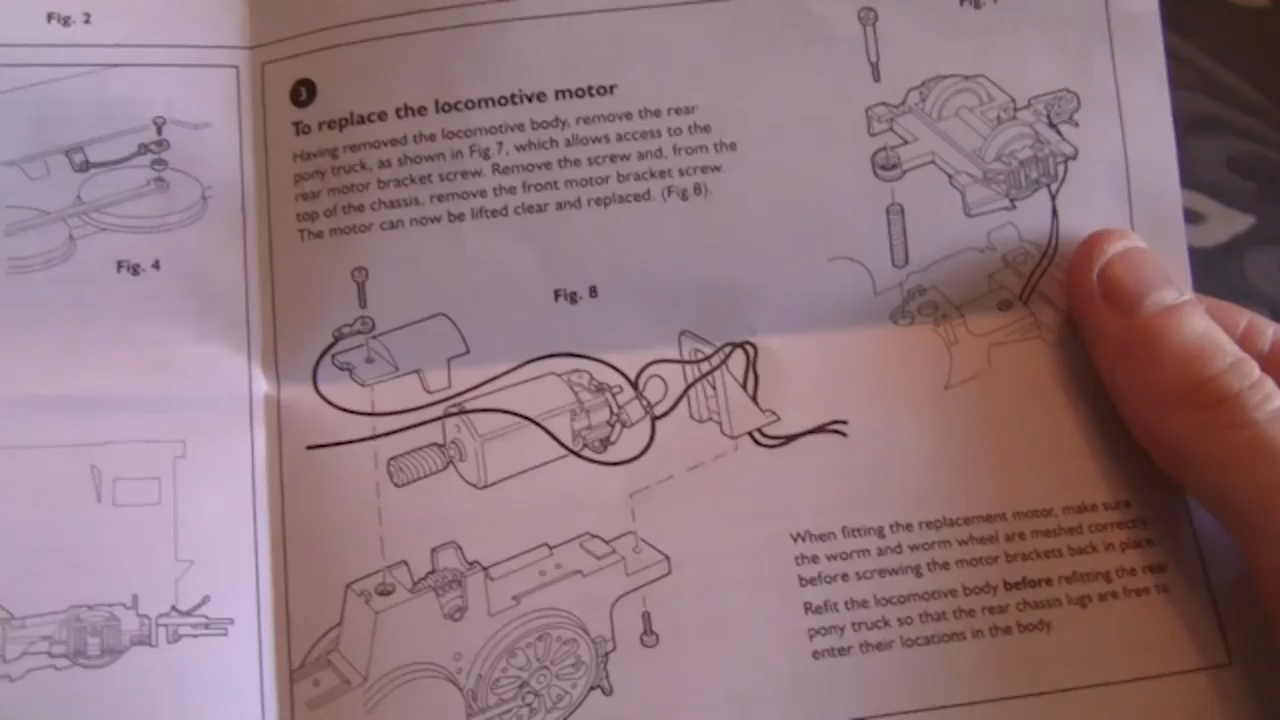 Fig. 2
Fig. 4
3
To replace the locomotive motor
Having removed the locomotive body, remove the rear
pony truck, as shown in Fig.7, which allows access to the
rear motor bracket screw. Remove the screw and, from the
top of the chassis, remove the front motor bracket screw.
The motor can now be lifted clear and replaced. (Fig.8).
Fig. 8
When fitting the replacement motor, make sure
the worm and worm wheel are meshed correctly
before screwing the motor brackets back in place.
Refit the locomotive body before refitting the rear
pony truck so that the rear chassis lugs are free to
enter their locations in the body.